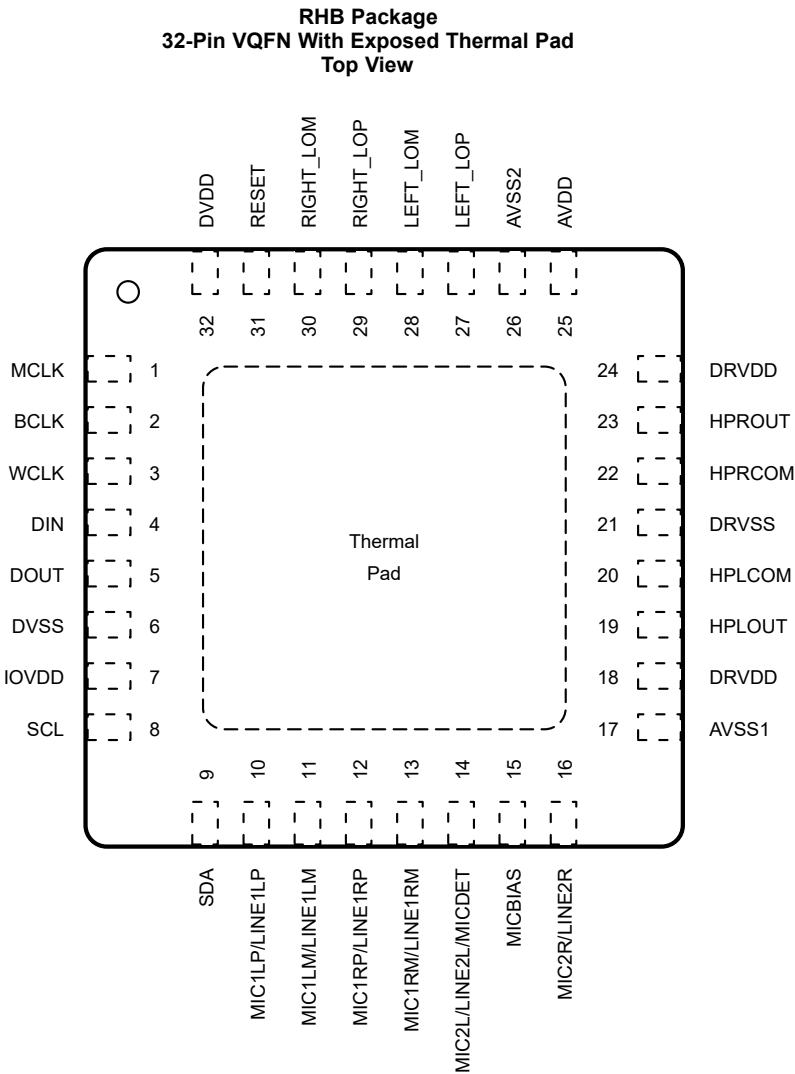 RHB Package
32-Pin VQFN With Exposed Thermal Pad
Top View
DVDD
RESET
RIGHT_LOM
RIGHT_LOP
LEFT_LOM
LEFT_LOP
AVSS2
AVDD
32
31
30
29
28
27
26
25
MCLK 1
BCLK 2
WCLK 3
DIN 4
DOUT 5
DVSS 6
IOVDD 7
SCL 8
Thermal
Pad
24 DRVDD
23 HPROUT
22 HPRCOM
21 DRVSS
20 HPLCOM
19 HPLOUT
18 DRVDD
17 AVSS1
9
10
11
12
13
14
15
16
SDA
MIC1LP/LINE1LP
MIC1LM/LINE1LM
MIC1RP/LINE1RP
MIC1RM/LINE1RM
MIC2L/LINE2L/MICDET
MICBIAS
MIC2R/LINE2R